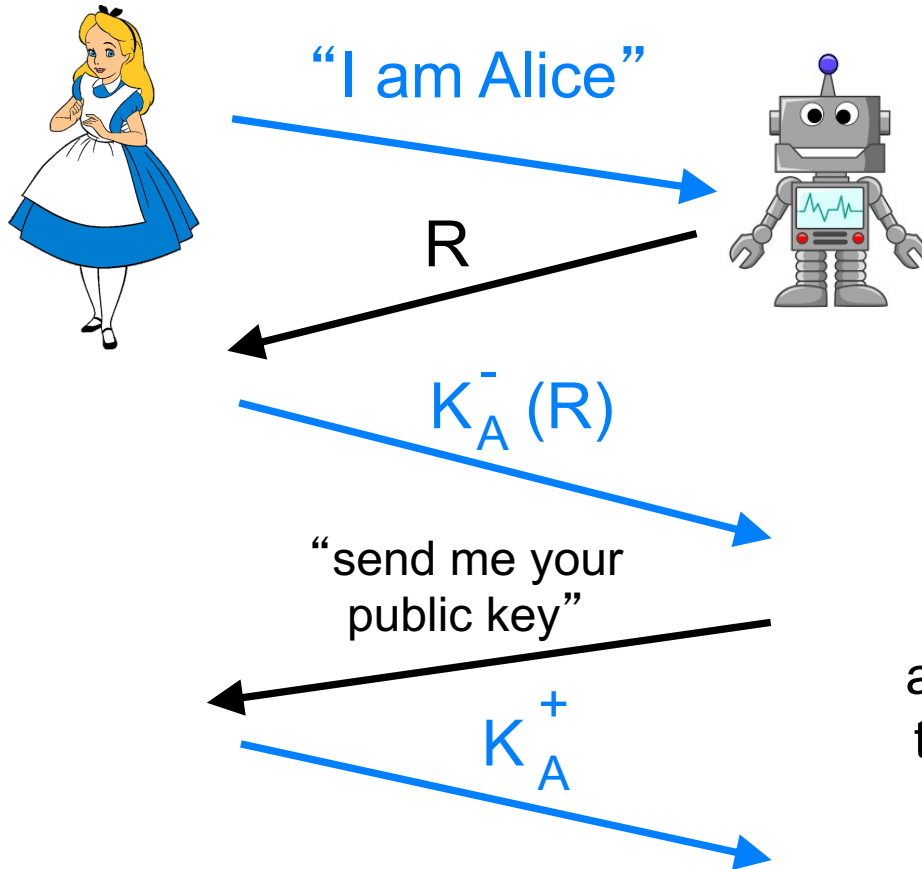 “I am Alice”
R
K_A^- (R)
“send me your
public key”
K_A^+